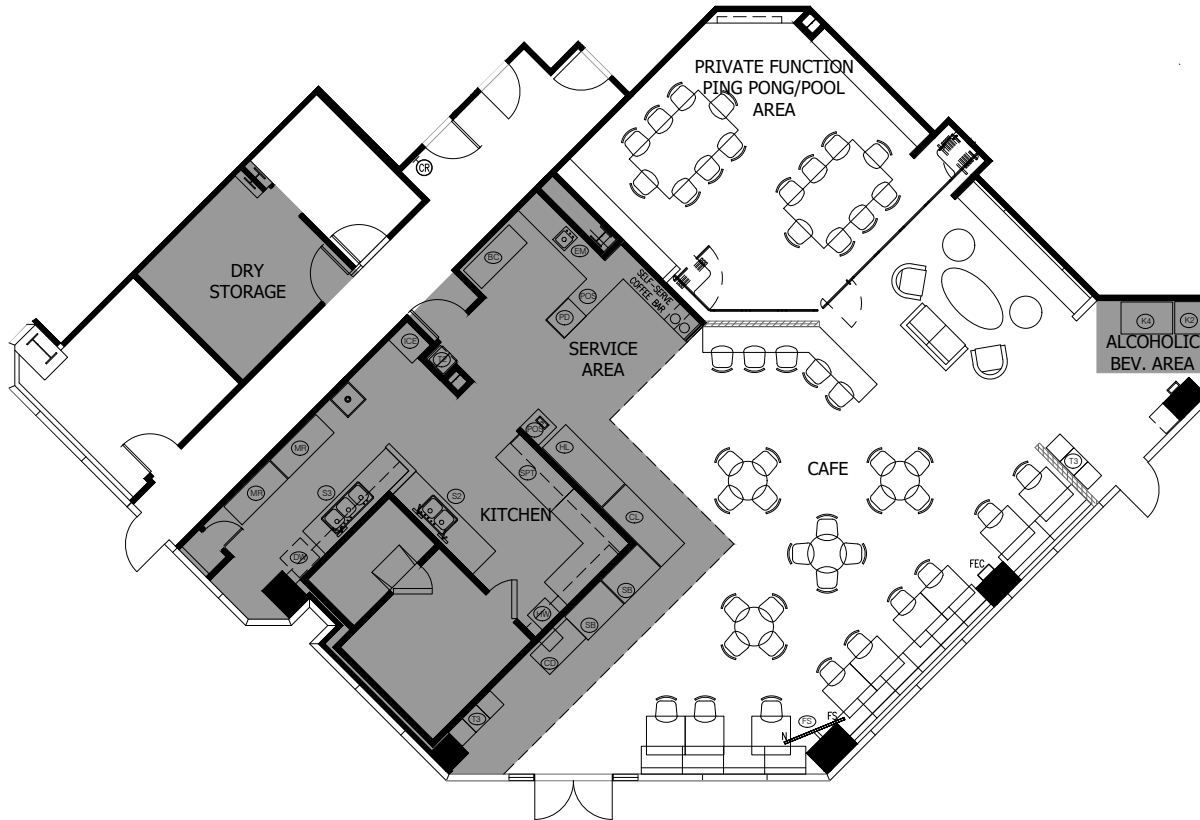 PRIVATE FUNCTION
PING PONG/POOL
AREA
CR
DRY
STORAGE
BC
EM
POS
PD
SELF-SERVE
COFFEE BAR
K4
K2
ALCOHOLIC
BEV. AREA
ICE
SERVICE
AREA
POS
HL
MR
MR
SPT
T3
CAFE
S3
S2
KITCHEN
CL
DW
FEC
SB
HW
SB
CD
T3
FS
FS
N